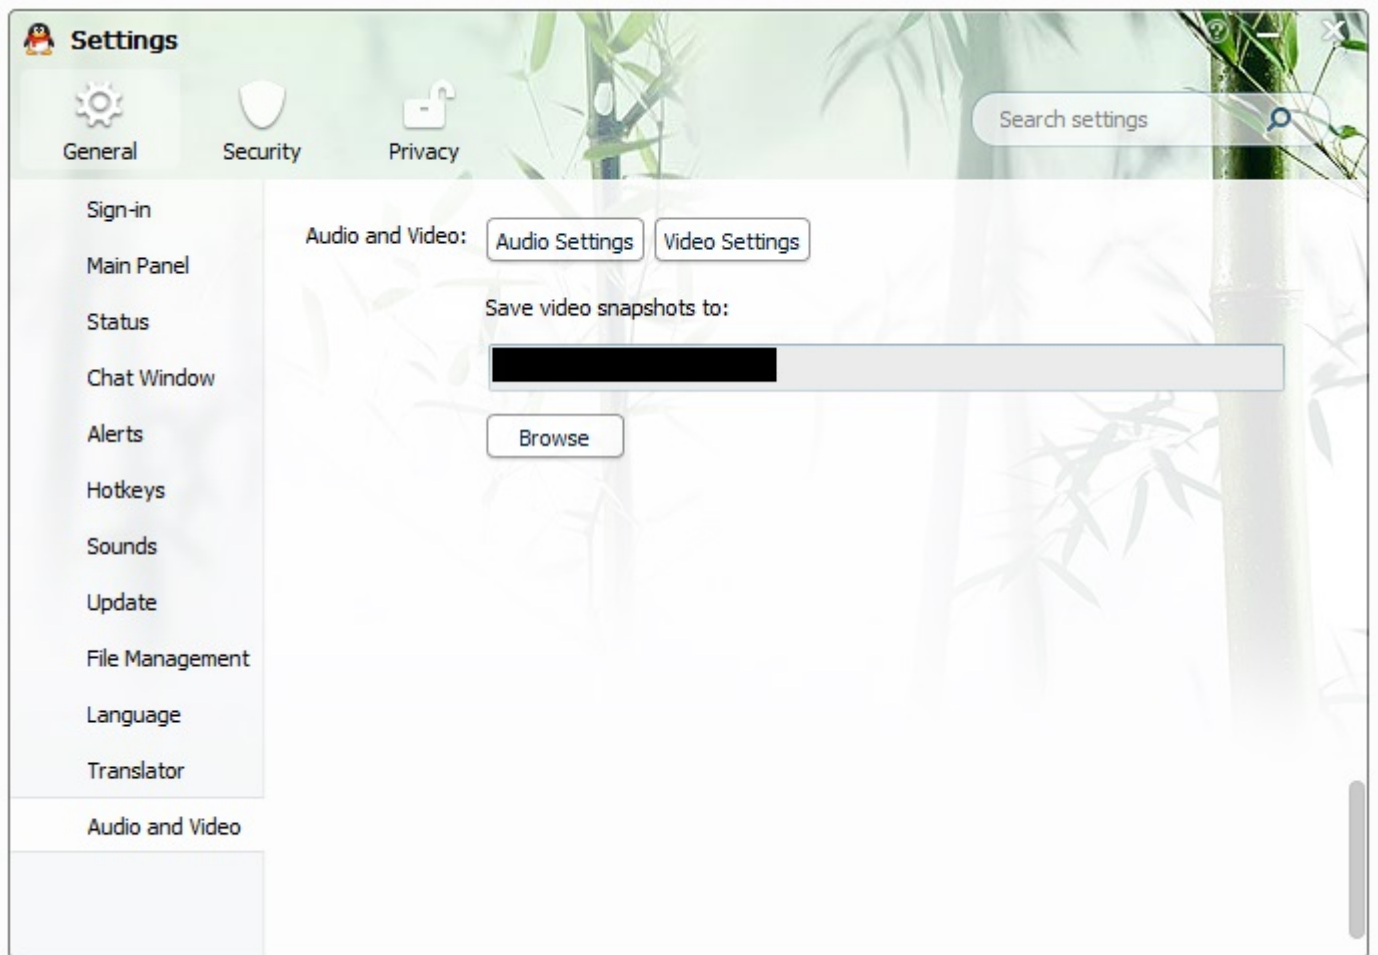 Settings
General Security Privacy
Search settings
Sign-in
Main Panel
Status
Chat Window
Alerts
Hotkeys
Sounds
Update
File Management
Language
Translator
Audio and Video
Audio and Video: Audio Settings Video Settings
Save video snapshots to:
Browse